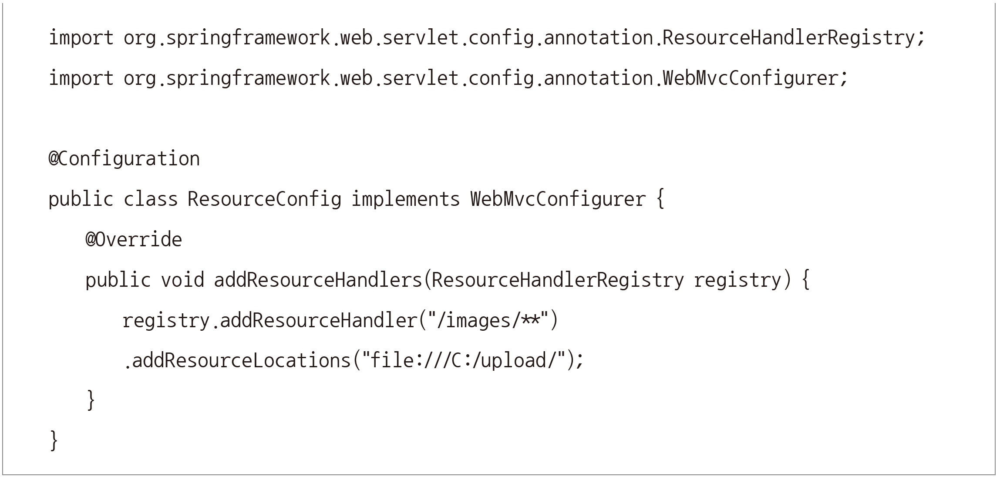 import org.springframework.web.servlet.config.annotation.ResourceHandlerRegistry;
import org.springframework.web.servlet.config.annotation.WebMvcConfigurer;
@Configuration
public class ResourceConfig implements WebMvcConfigurer {
@Override
public void addResourceHandlers(ResourceHandlerRegistry registry) {
registry.addResourceHandler("/images/**")
.addResourceLocations("file:///C:/upload/");
}
}